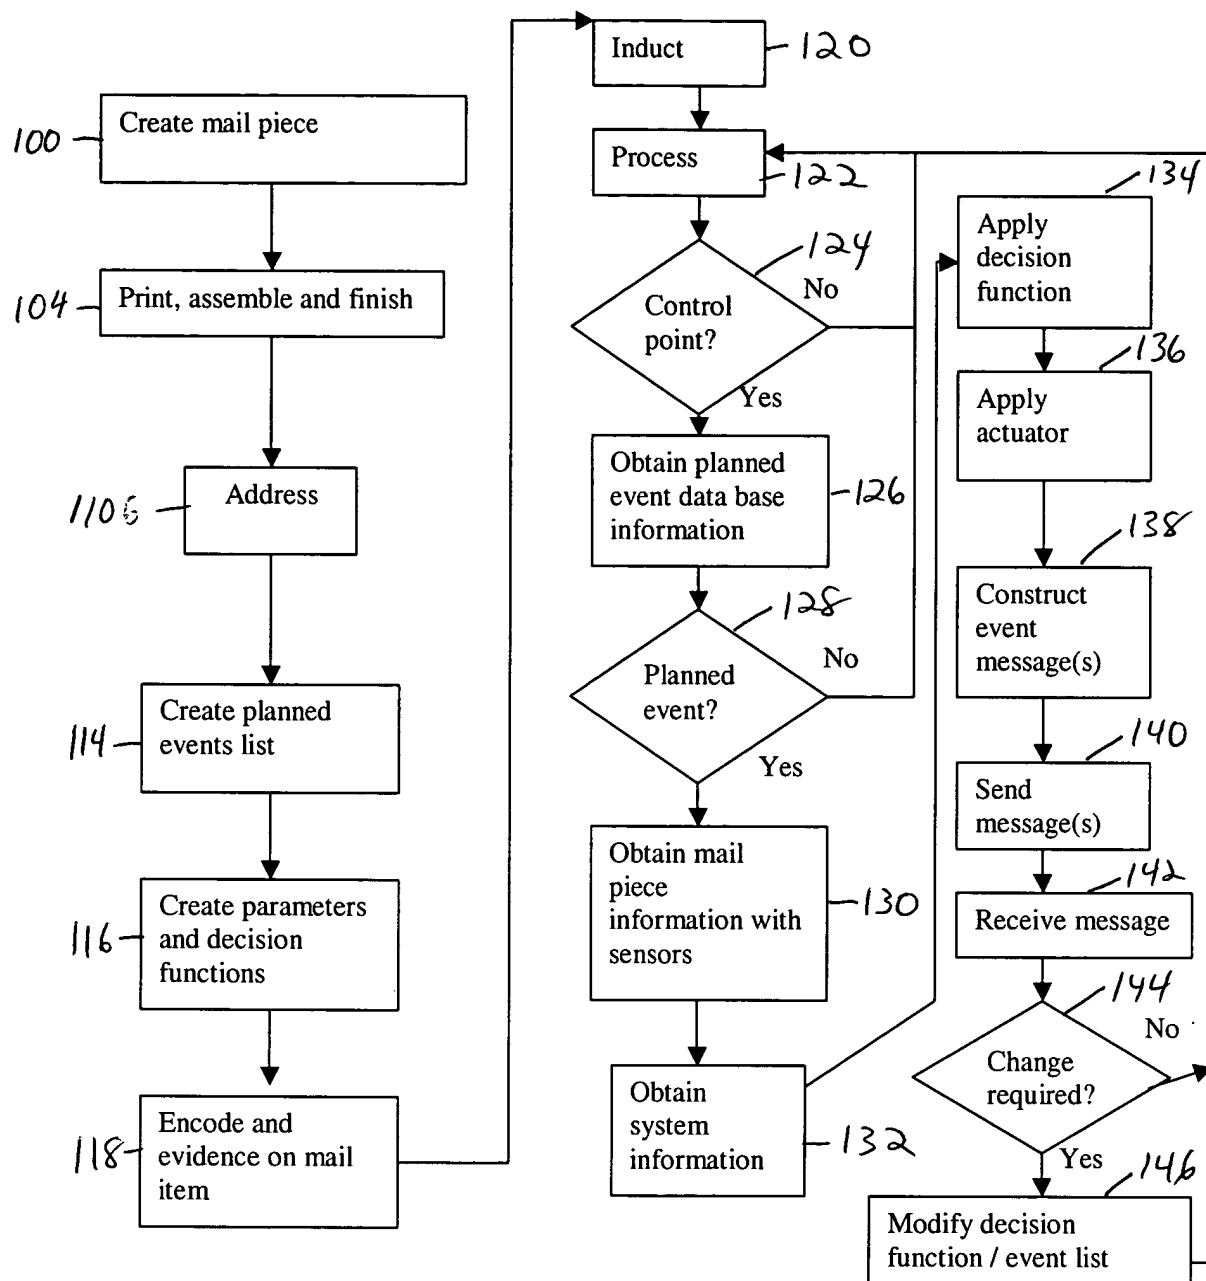 Create mail piece
100
Print, assemble and finish
104
Address
Create planned
events list
114
Create parameters
and decision
functions
116
Encode and
evidence on mail
item
118
Induct
120
Process
122
Control
point?
124
No
Yes
Obtain planned
event data base
information
126
Planned
event?
128
No
Yes
Obtain mail
piece
information with
sensors
130
Obtain
system
information
132
Apply
decision
function
134
Apply
actuator
136
Construct
event
message(s)
138
Send
message(s)
140
Receive message
142
Change
required?
144
No
Yes
Modify decision
function / event list
146